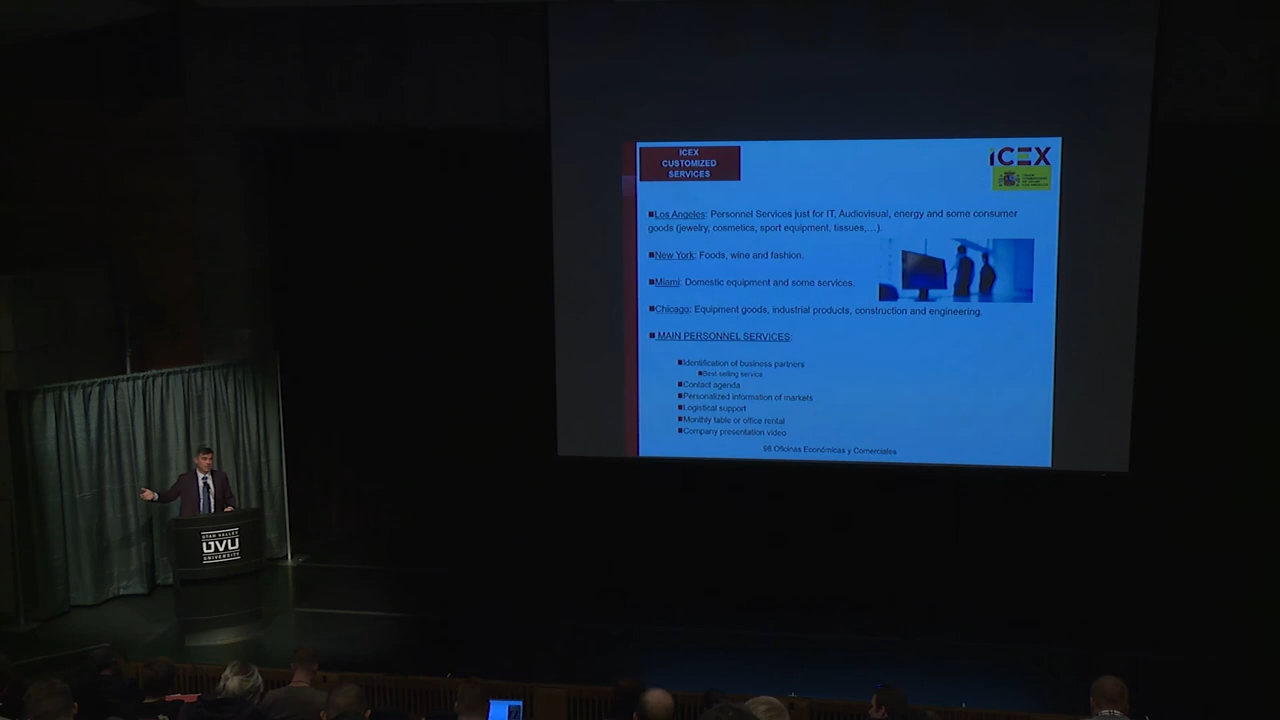 ICEX
CUSTOMIZED
SERVICES
ICEX
Los Angeles: Personnel Services just for IT, Audiovisual, energy and some consumer
goods (jewelry, cosmetics, sport equipment, tissues,...).
New York: Foods, wine and fashion.
Miami: Domestic equipment and some services.
Chicago: Equipment goods, industrial products, construction and engineering.
MAIN PERSONNEL SERVICES:
Identification of business partners
Best-selling service
Contact agenda
Personalized information of markets
Logistical support
Monthly table or office rental
Company presentation video
98 Oficinas Económicas y Comerciales
UTAH VALLEY
UVU
UNIVERSITY